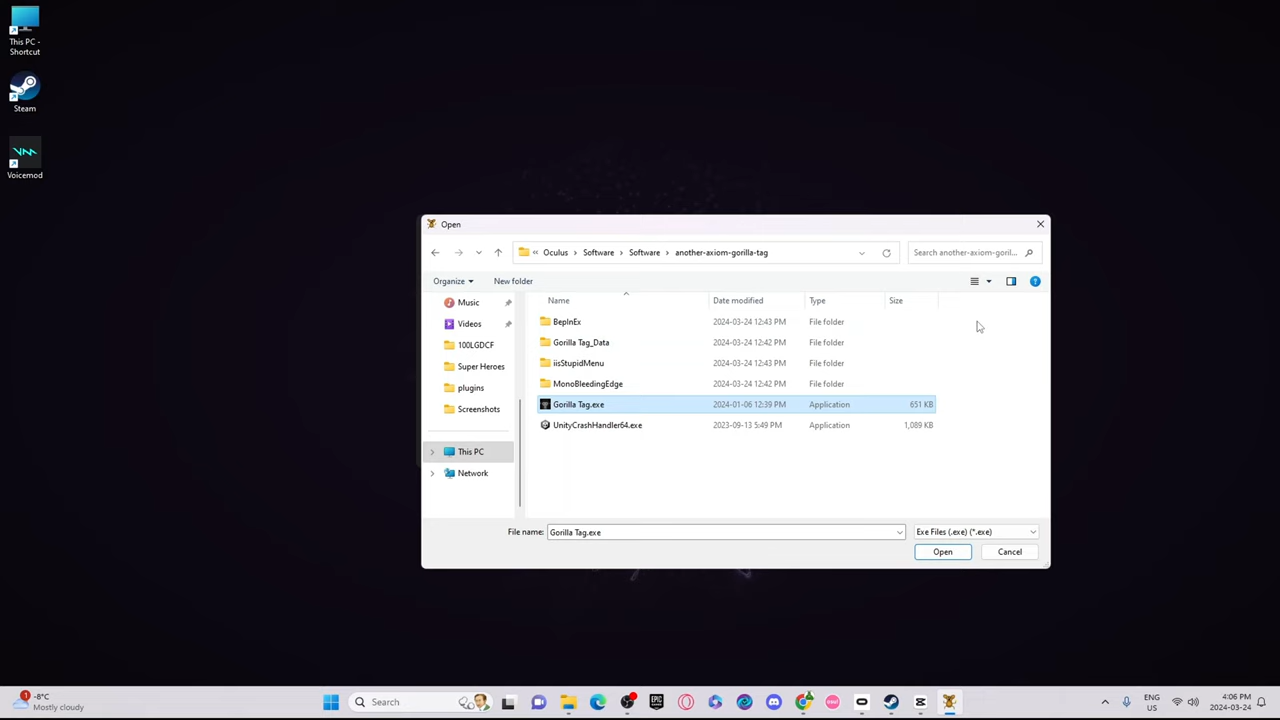 This PC -
Shortcut
Steam
Voicemod
Open
« Oculus > Software > Software > another-axiom-gorilla-tag
Search another-axiom-goril...
Organize
New folder
Name
Date modified
Type
Size
Music
Videos
100LGDCF
Super Heroes
plugins
Screenshots
This PC
Network
BepInEx 2024-03-24 12:43 PM File folder
Gorilla Tag_Data 2024-03-24 12:42 PM File folder
iisStupidMenu 2024-03-24 12:43 PM File folder
MonoBleedingEdge 2024-03-24 12:42 PM File folder
Gorilla Tag.exe 2024-01-06 12:39 PM Application 651 KB
UnityCrashHandler64.exe 2023-09-13 5:49 PM Application 1,089 KB
File name: Gorilla Tag.exe
Exe Files (.exe) (*.exe)
Open
Cancel
1
-8°C
Mostly cloudy
Search
EPIC
ENG
US
4:06 PM
2024-03-24